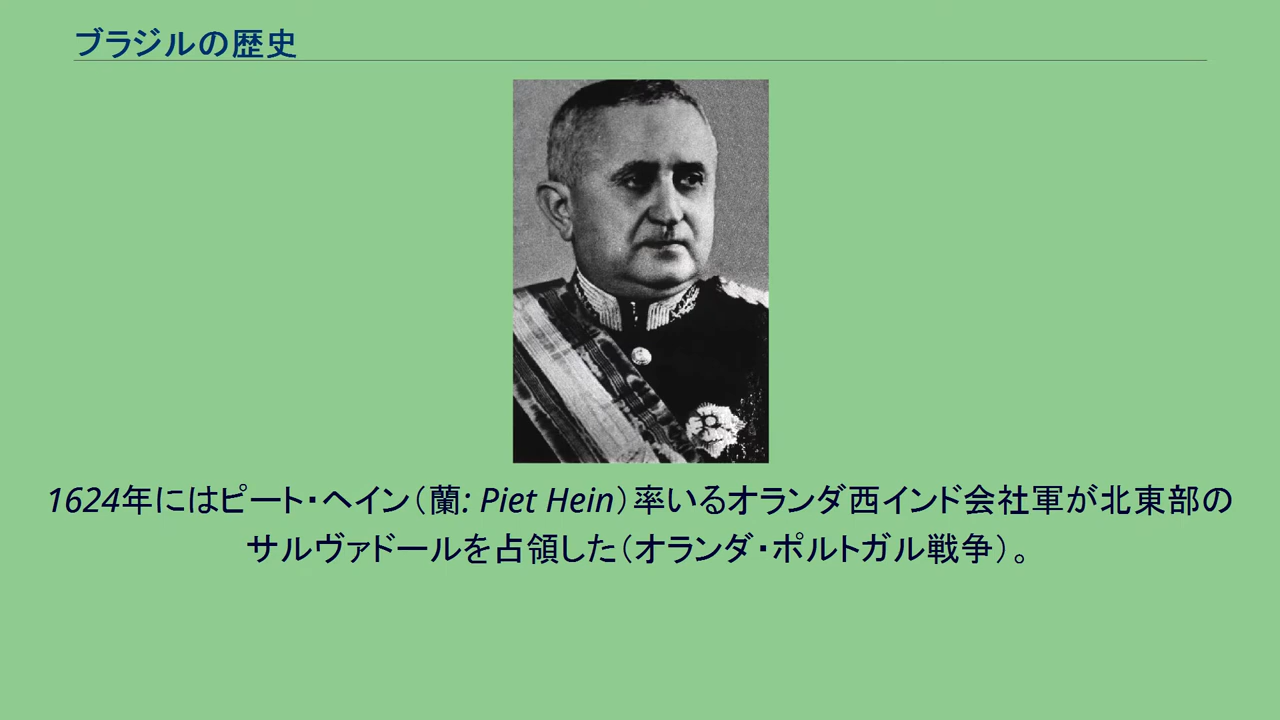 ブラジルの歴史
1624年にはピート・ヘイン（蘭: Piet Hein）率いるオランダ西インド会社軍が北東部の
サルヴァドールを占領した（オランダ・ポルトガル戦争）。